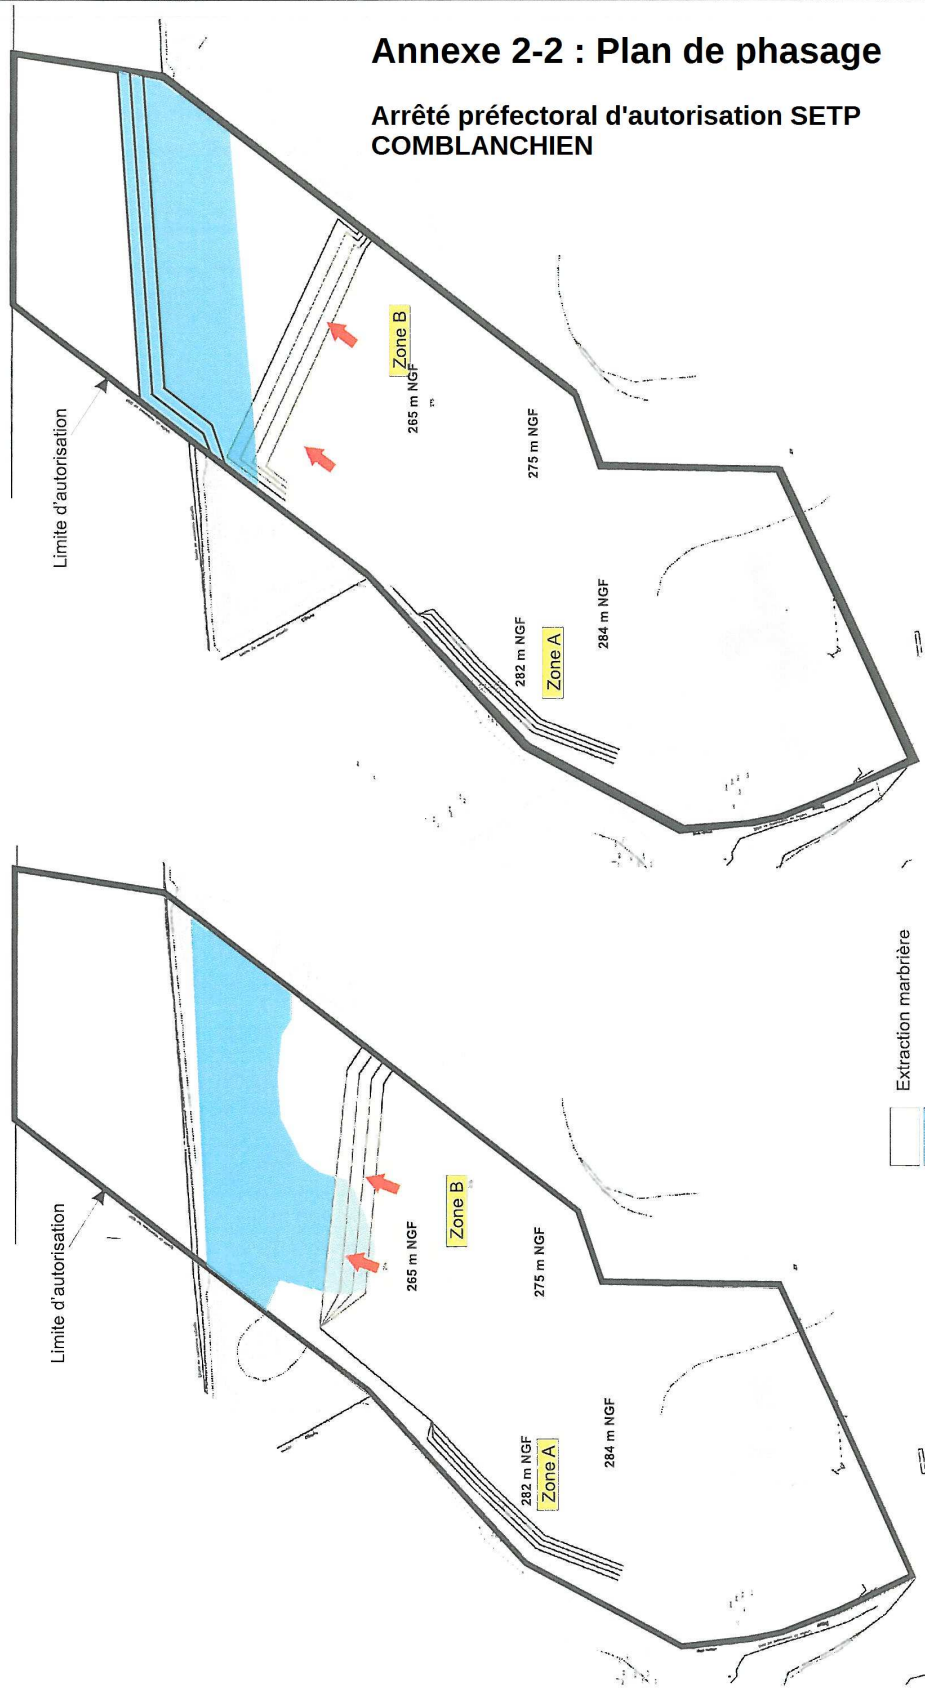 Annexe 2-2 : Plan de phasage
Arrêté préfectoral d'autorisation SETP
COMBLANCHIEN
Limite d'autorisation
Zone B
265 m NGF
275 m NGF
282 m NGF
Zone A
284 m NGF
Limite d'autorisation
Zone B
265 m NGF
275 m NGF
282 m NGF
Zone A
284 m NGF
Extraction marbrière